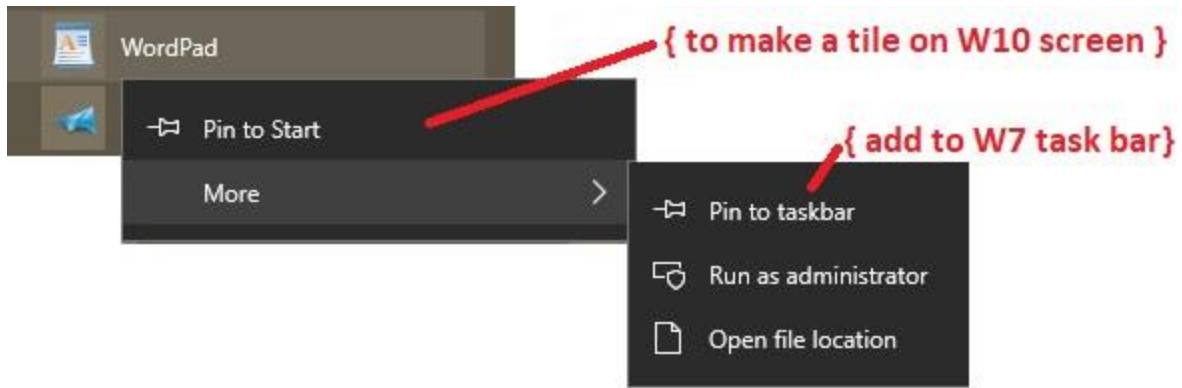 WordPad
{ to make a tile on W10 screen }
Pin to Start
{ add to W7 task bar}
More
Pin to taskbar
Run as administrator
Open file location